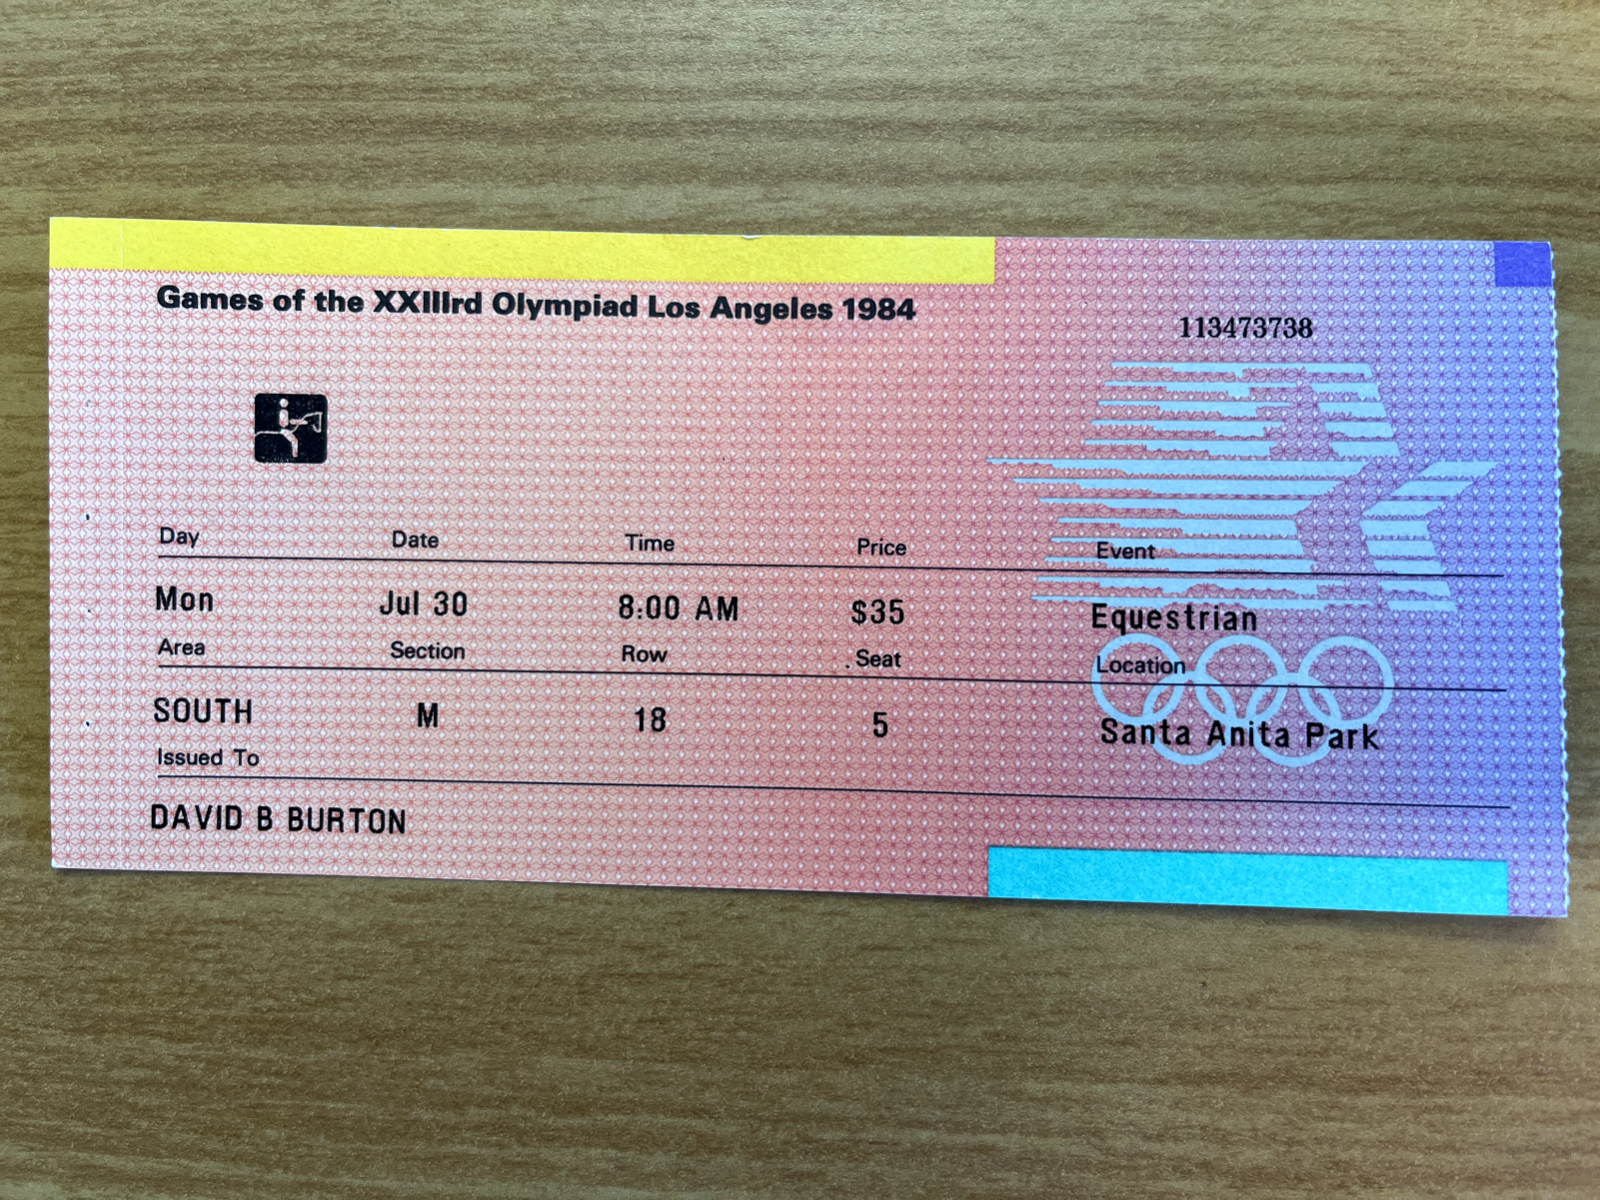 Games of the XXIIIrd Olympiad Los Angeles 1984
113473738
Day Date Time Price Event
Mon Jul 30 8:00 AM $35 Equestrian
Area Section Row Seat Location
SOUTH M 18 5 Santa Anita Park
Issued To
DAVID B BURTON